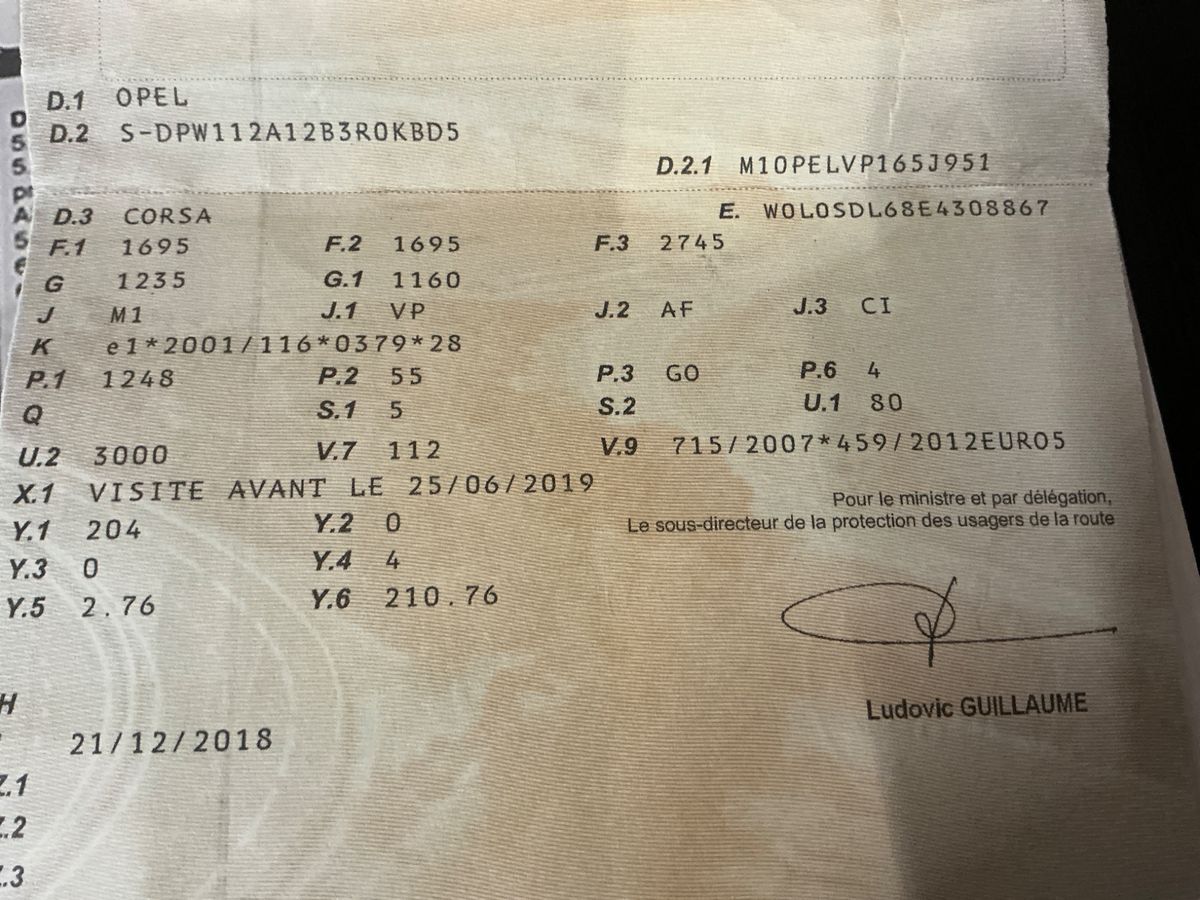 D.1 OPEL
D.2 S-DPW112A12B3R0KBD5
D.2.1 M10PELVP165J951
D.3 CORSA E. W0L0SDL68E4308867
F.1 1695 F.2 1695 F.3 2745
G 1235 G.1 1160
J M1 J.1 VP J.2 AF J.3 CI
K e1*2001/116*0379*28
P.1 1248 P.2 55 P.3 GO P.6 4
Q S.1 5 S.2 U.1 80
U.2 3000 V.7 112 V.9 715/2007*459/2012EURO5
X.1 VISITE AVANT LE 25/06/2019
Pour le ministre et par délégation,
Le sous-directeur de la protection des usagers de la route
Y.1 204 Y.2 0
Y.3 0 Y.4 4
Y.5 2.76 Y.6 210.76
H
Ludovic GUILLAUME
21/12/2018
Z.1
Z.2
Z.3